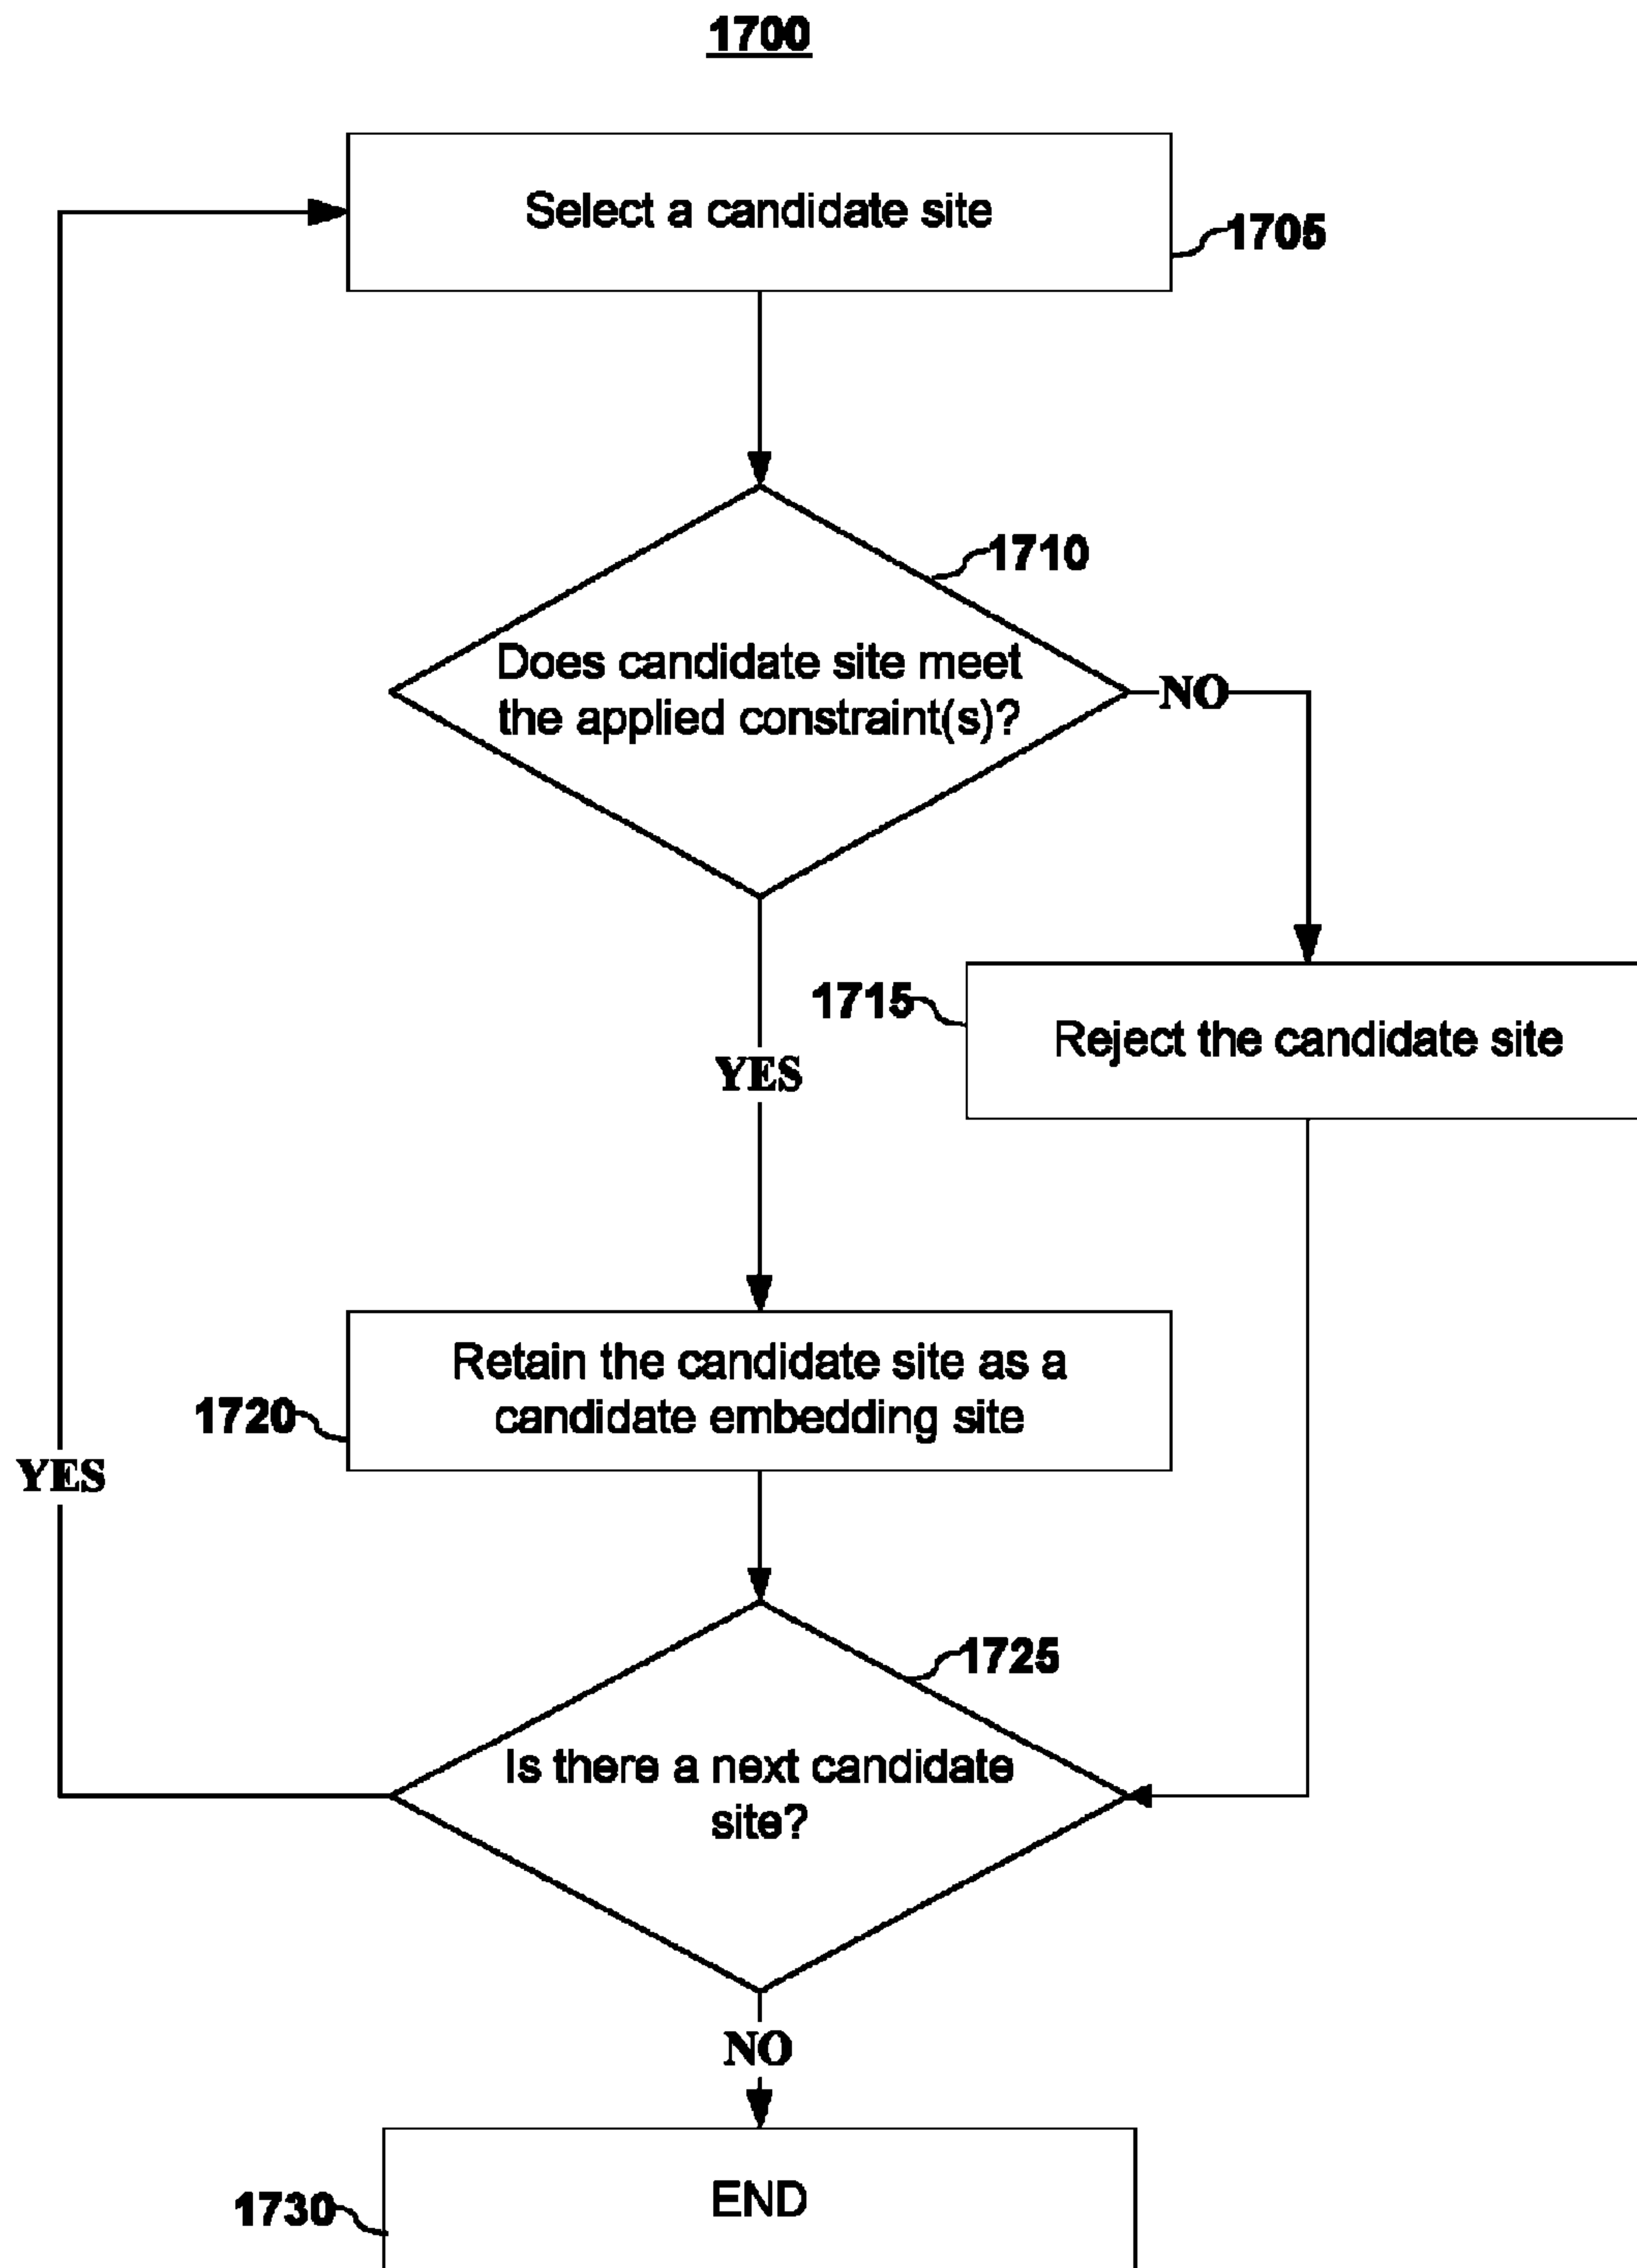 1700
Select a candidate site
1705
1710
Does candidate site meet
the applied constraint(s)?
NO
1715
Reject the candidate site
YES
Retain the candidate site as a
candidate embedding site
1720
YES
1725
Is there a next candidate
site?
NO
END
1730